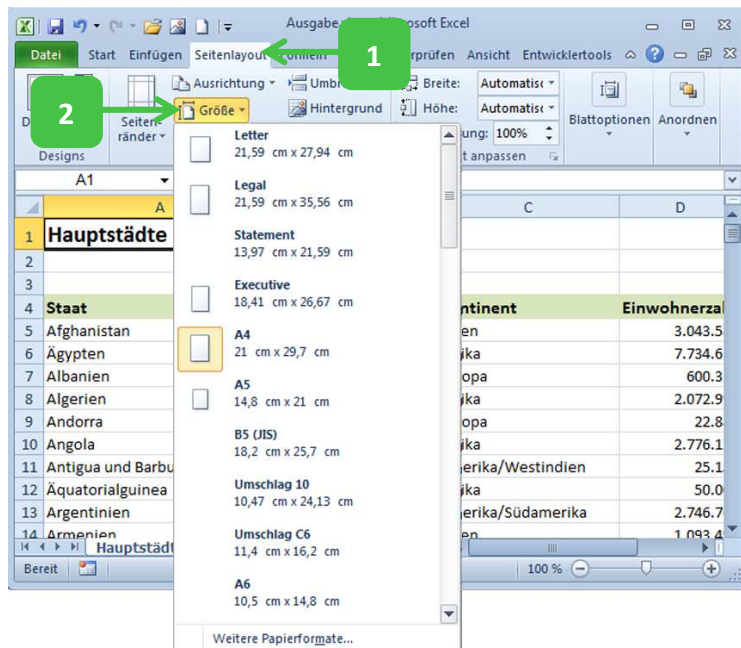 Ausgabe
soft Excel
Datei Start Einfügen Seitenlayout Formeln rprüfen Ansicht Entwicklertools
1
2
Ausrichtung
Größe
Hintergrund
Breite: Automatisc
Höhe: Automatisc
ung: 100%
Seiten-
ränder
Blattoptionen Anordnen
Designs
t anpassen
A1
Letter
21,59 cm x 27,94 cm
Legal
21,59 cm x 35,56 cm
Statement
13,97 cm x 21,59 cm
Executive
18,41 cm x 26,67 cm
A4
21 cm x 29,7 cm
A5
14,8 cm x 21 cm
B5 (JIS)
18,2 cm x 25,7 cm
Umschlag 10
10,47 cm x 24,13 cm
Umschlag C6
11,4 cm x 16,2 cm
A6
10,5 cm x 14,8 cm
Weitere Papierformate...
A C D
1 Hauptstädte
2
3
4 Staat ntinent Einwohnerzal
5 Afghanistan en 3.043.5
6 Ägypten ika 7.734.6
7 Albanien opa 600.3
8 Algerien ika 2.072.9
9 Andorra opa 22.8
10 Angola ika 2.776.1
11 Antigua und Barbu erika/Westindien 25.1
12 Äquatorialguinea ika 50.0
13 Argentinien erika/Südamerika 2.746.7
14 Armenien en 1.093.4
Hauptstädt
Bereit 100 %